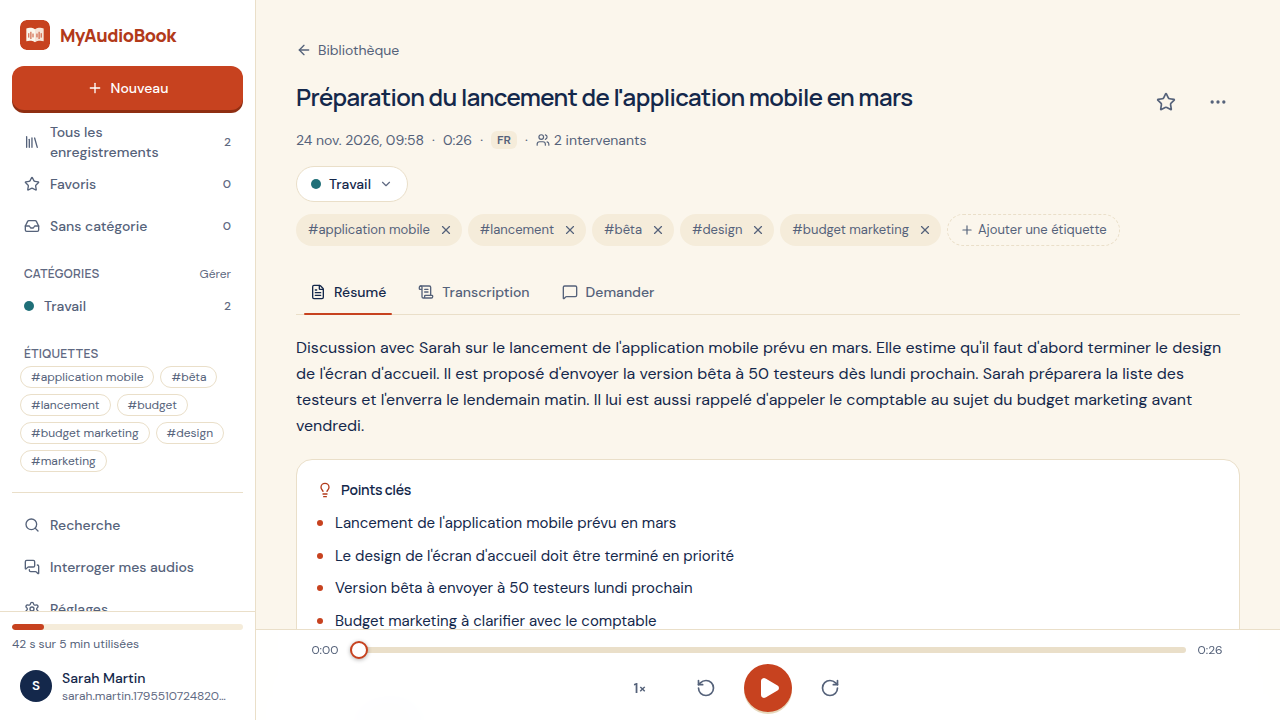 MyAudioBook
Nouveau
Tous les
enregistrements
2
Favoris
0
Sans catégorie
0
CATÉGORIES
Gérer
Travail
2
ÉTIQUETTES
#application mobile
#bêta
#lancement
#budget
#budget marketing
#design
#marketing
Recherche
Interroger mes audios
Réglages
42 s sur 5 min utilisées
S
Sarah Martin
sarah.martin.1795510724820...
Bibliothèque
Préparation du lancement de l'application mobile en mars
24 nov. 2026, 09:58 · 0:26 · FR · 2 intervenants
Travail
#application mobile
#lancement
#bêta
#design
#budget marketing
Ajouter une étiquette
Résumé
Transcription
Demander
Discussion avec Sarah sur le lancement de l'application mobile prévu en mars. Elle estime qu'il faut d'abord terminer le design
de l'écran d'accueil. Il est proposé d'envoyer la version bêta à 50 testeurs dès lundi prochain. Sarah préparera la liste des
testeurs et l'enverra le lendemain matin. Il lui est aussi rappelé d'appeler le comptable au sujet du budget marketing avant
vendredi.
Points clés
Lancement de l'application mobile prévu en mars
Le design de l'écran d'accueil doit être terminé en priorité
Version bêta à envoyer à 50 testeurs lundi prochain
Budget marketing à clarifier avec le comptable
0:00
0:26
1×